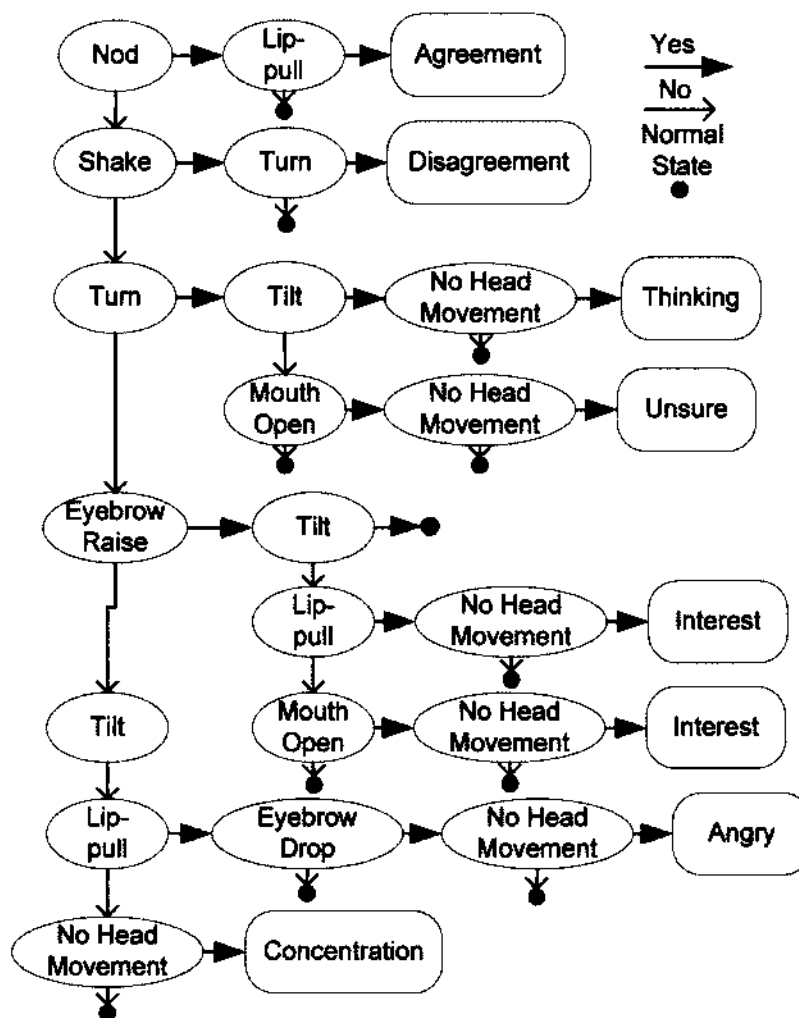 Nod
Lip-
pull
Agreement
Yes
No
Normal
State
Shake
Turn
Disagreement
Turn
Tilt
No Head
Movement
Thinking
Mouth
Open
No Head
Movement
Unsure
Eyebrow
Raise
Tilt
Lip-
pull
No Head
Movement
Interest
Tilt
Mouth
Open
No Head
Movement
Interest
Lip-
pull
Eyebrow
Drop
No Head
Movement
Angry
No Head
Movement
Concentration